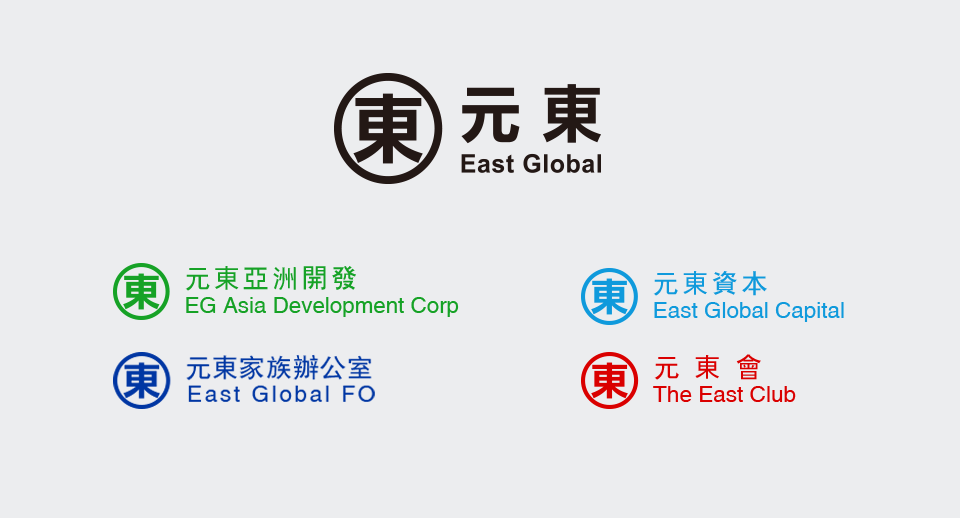 東
元東
East Global
東
元東亞洲開發
EG Asia Development Corp
東
元東資本
East Global Capital
東
元東家族辦公室
East Global FO
東
元東會
The East Club